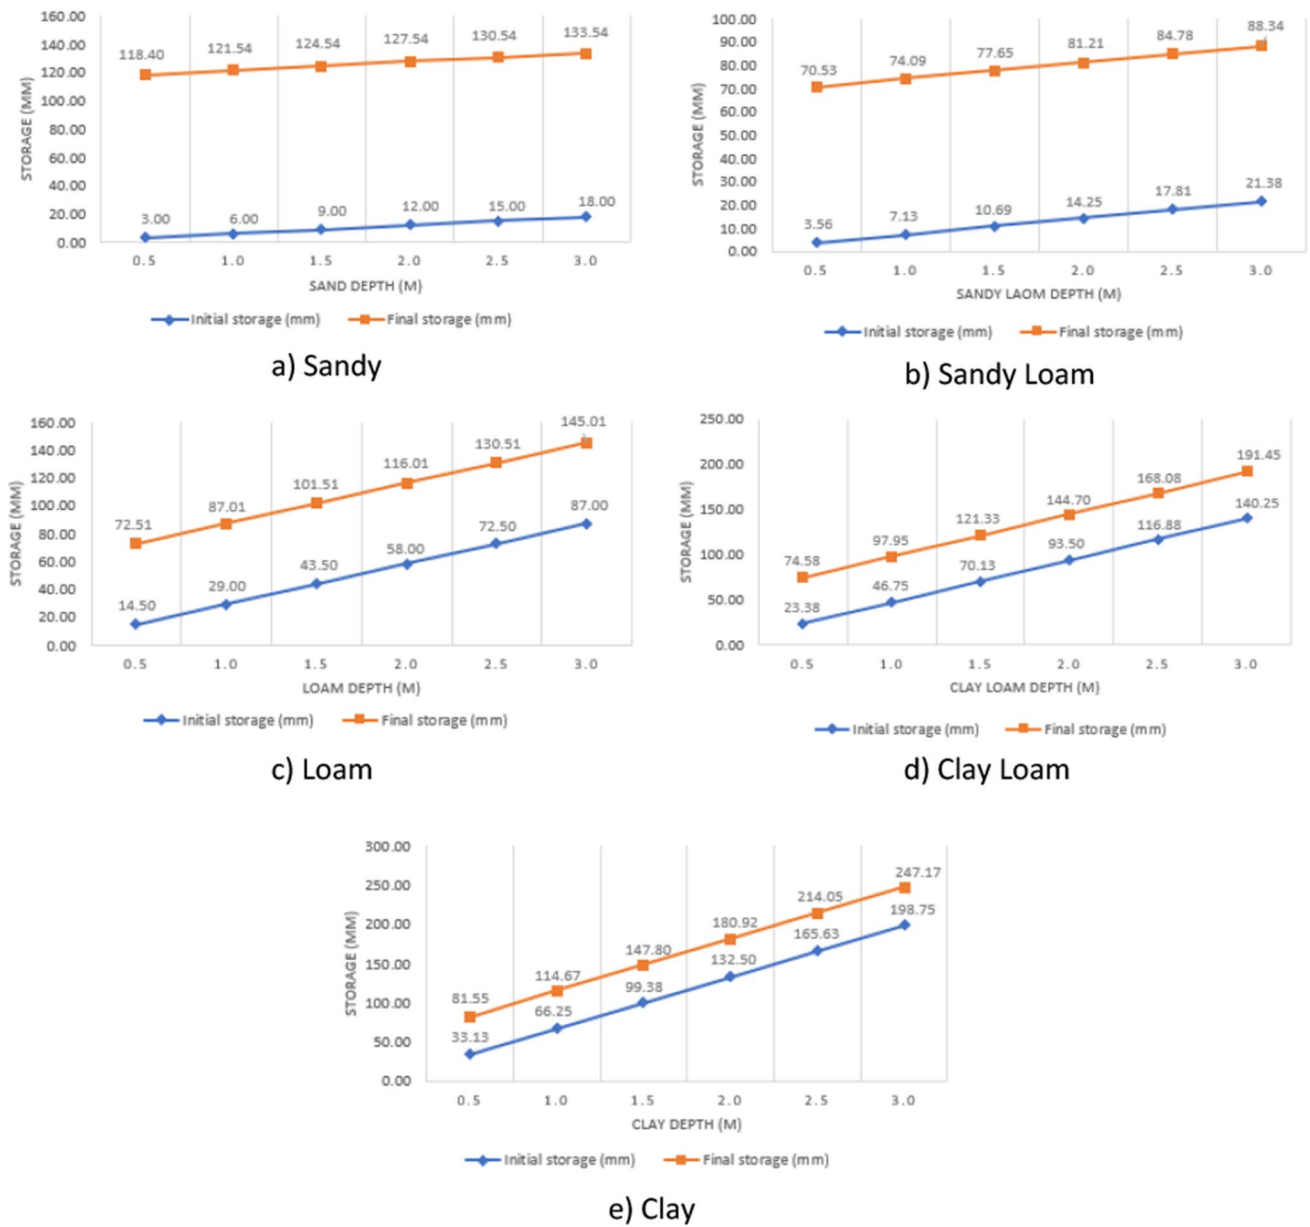 160.00
140.00
120.00
100.00
80.00
60.00
40.00
20.00
0.00
STORAGE (MM)
118.40 121.54 124.54 127.54 130.54 133.54
3.00 6.00 9.00 12.00 15.00 18.00
0.5 1.0 1.5 2.0 2.5 3.0
SAND DEPTH (M)
Initial storage (mm) Final storage (mm)
a) Sandy
100.00
90.00
80.00
70.00
60.00
50.00
40.00
30.00
20.00
10.00
0.00
STORAGE (MM)
70.53 74.09 77.65 81.21 84.78 88.34
3.56 7.13 10.69 14.25 17.81 21.38
0.5 1.0 1.5 2.0 2.5 3.0
SANDY LAOM DEPTH (M)
Initial storage (mm) Final storage (mm)
b) Sandy Loam
160.00
140.00
120.00
100.00
80.00
60.00
40.00
20.00
0.00
STORAGE (MM)
72.51 87.01 101.51 116.01 130.51 145.01
14.50 29.00 43.50 58.00 72.50 87.00
0.5 1.0 1.5 2.0 2.5 3.0
LOAM DEPTH (M)
Initial storage (mm) Final storage (mm)
c) Loam
250.00
200.00
150.00
100.00
50.00
0.00
STORAGE (MM)
74.58 97.95 121.33 144.70 168.08 191.45
23.38 46.75 70.13 93.50 116.88 140.25
0.5 1.0 1.5 2.0 2.5 3.0
CLAY LOAM DEPTH (M)
Initial storage (mm) Final storage (mm)
d) Clay Loam
300.00
250.00
200.00
150.00
100.00
50.00
0.00
STORAGE (MM)
81.55 114.67 147.80 180.92 214.05 247.17
33.13 66.25 99.38 132.50 165.63 198.75
0.5 1.0 1.5 2.0 2.5 3.0
CLAY DEPTH (M)
Initial storage (mm) Final storage (mm)
e) Clay